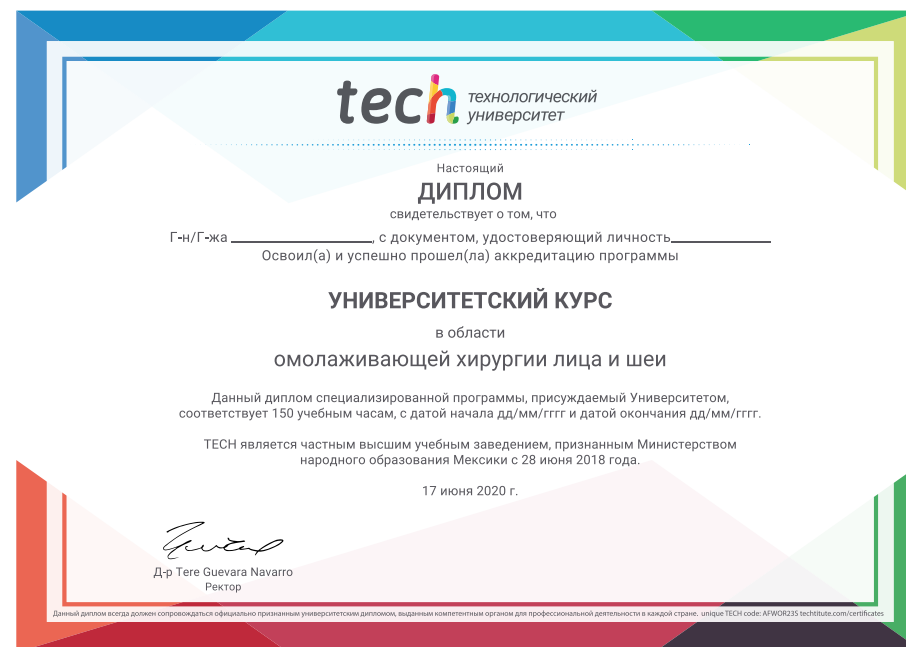 tech технологический университет
Настоящий
ДИПЛОМ
свидетельствует о том, что
Г-н/Г-жа ____________________, с документом, удостоверяющий личность______________
Освоил(а) и успешно прошел(ла) аккредитацию программы
УНИВЕРСИТЕТСКИЙ КУРС
в области
омолаживающей хирургии лица и шеи
Данный диплом специализированной программы, присуждаемый Университетом,
соответствует 150 учебным часам, с датой начала дд/мм/гггг и датой окончания дд/мм/гггг.
TECH является частным высшим учебным заведением, признанным Министерством
народного образования Мексики с 28 июня 2018 года.
17 июня 2020 г.
Д-р Tere Guevara Navarro
Ректор
Данный диплом всегда должен сопровождаться официально признанным университетским дипломом, выданным компетентным органом для профессиональной деятельности в каждой стране. unique TECH code: AFWOR23S techtitute.com/certificates